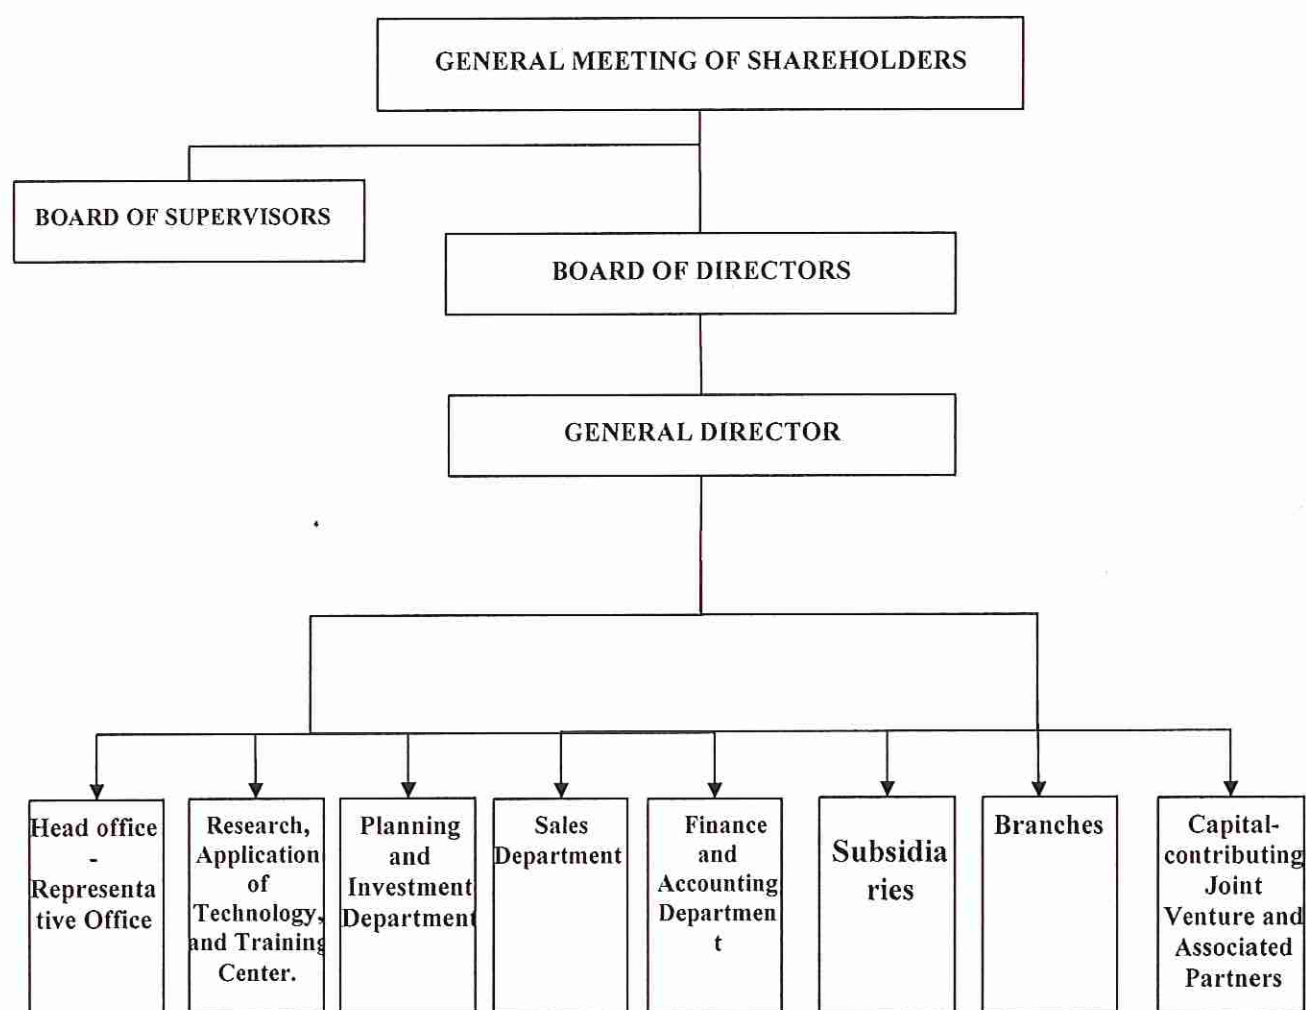 GENERAL MEETING OF SHAREHOLDERS
BOARD OF SUPERVISORS
BOARD OF DIRECTORS
GENERAL DIRECTOR
Head office
-
Representa
tive Office
Research,
Application
of
Technology,
and Training
Center.
Planning
and
Investment
Department
Sales
Department
Finance
and
Accounting
Departmen
t
Subsidia
ries
Branches
Capital-
contributing
Joint
Venture and
Associated
Partners